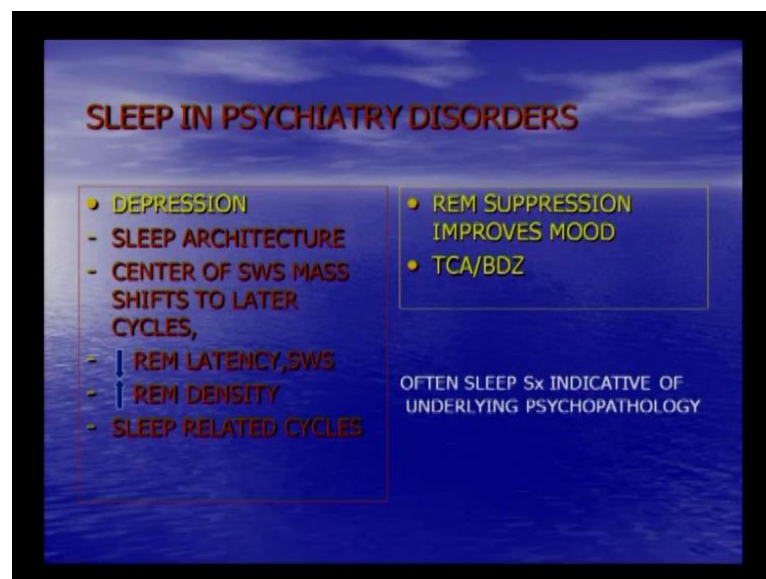 SLEEP IN PSYCHIATRY DISORDERS
• DEPRESSION
- SLEEP ARCHITECTURE
- CENTER OF SWS MASS
SHIFTS TO LATER
CYCLES,
- ↓ REM LATENCY,SWS
- ↑ REM DENSITY
- SLEEP RELATED CYCLES
• REM SUPPRESSION
IMPROVES MOOD
• TCA/BDZ
OFTEN SLEEP Sx INDICATIVE OF
UNDERLYING PSYCHOPATHOLOGY